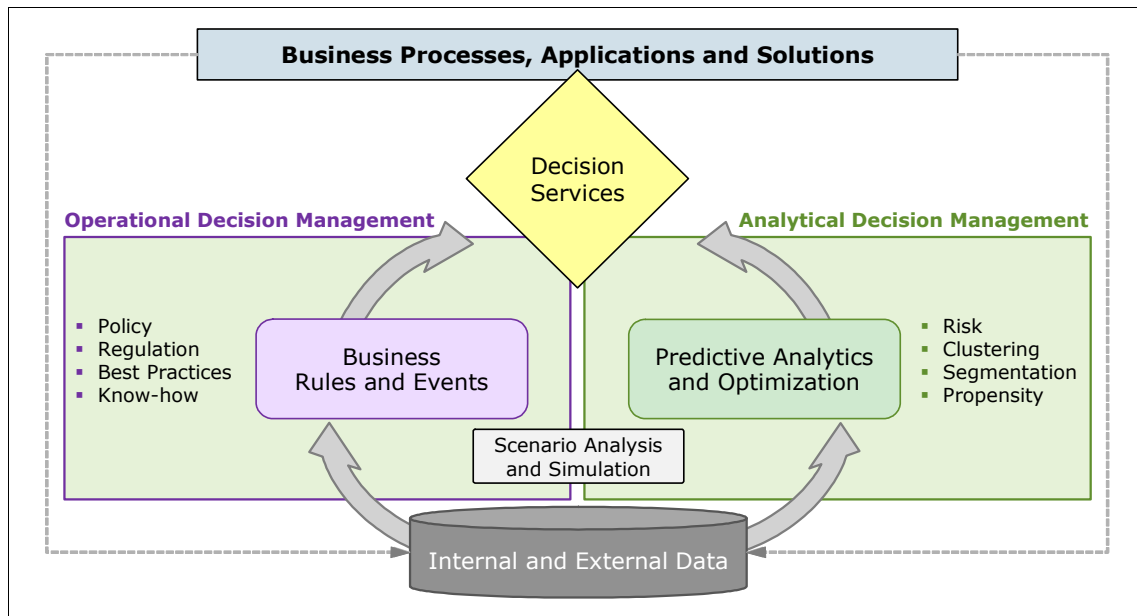 Business Processes, Applications and Solutions
Decision
Services
Operational Decision Management
Analytical Decision Management
Policy
Regulation
Best Practices
Know-how
Business
Rules and Events
Predictive Analytics
and Optimization
Risk
Clustering
Segmentation
Propensity
Scenario Analysis
and Simulation
Internal and External Data